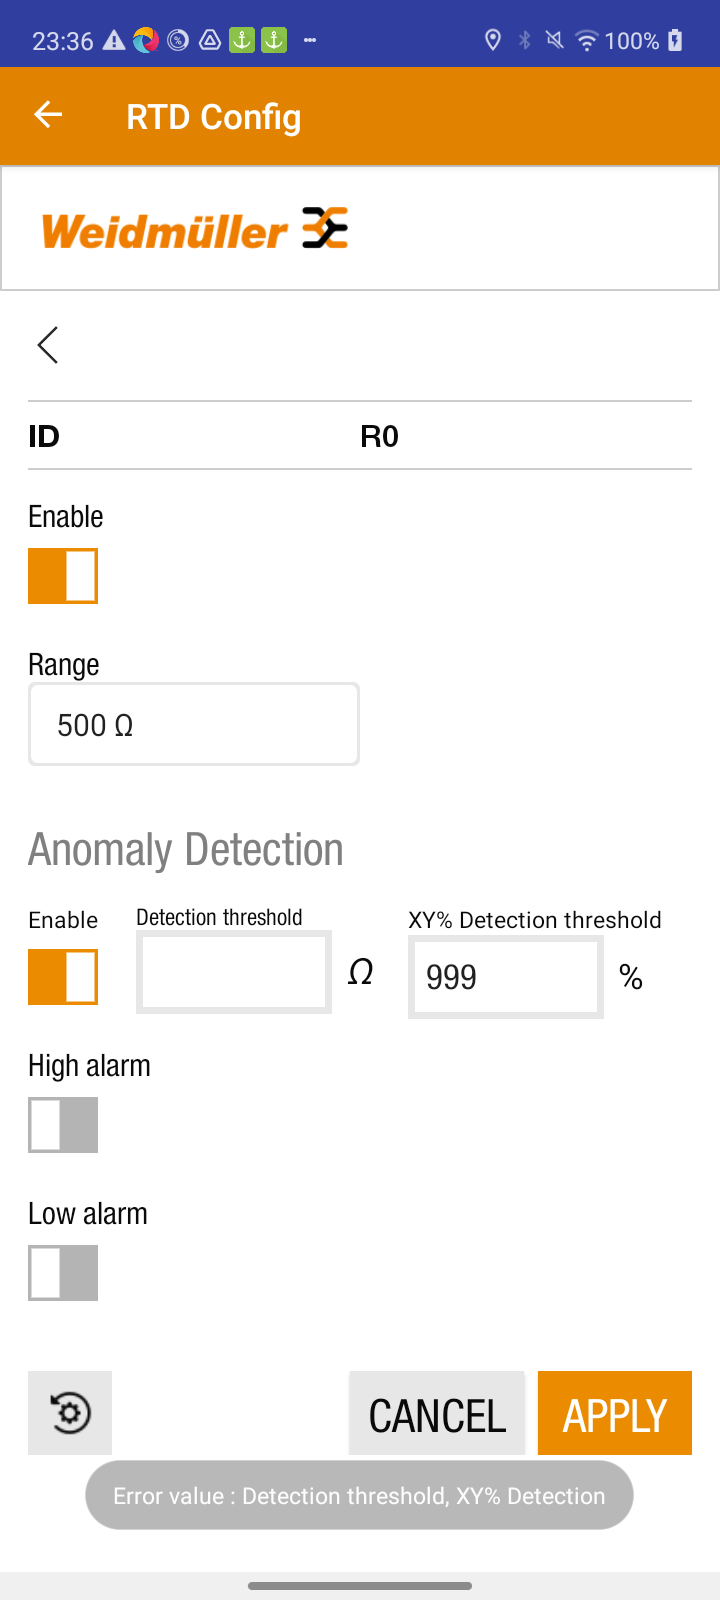 23:36
100%
RTD Config
Weidmüller
ID R0
Enable
Range
500 Ω
Anomaly Detection
Enable Detection threshold XY% Detection threshold
Ω 999 %
High alarm
Low alarm
CANCEL APPLY
Error value : Detection threshold, XY% Detection